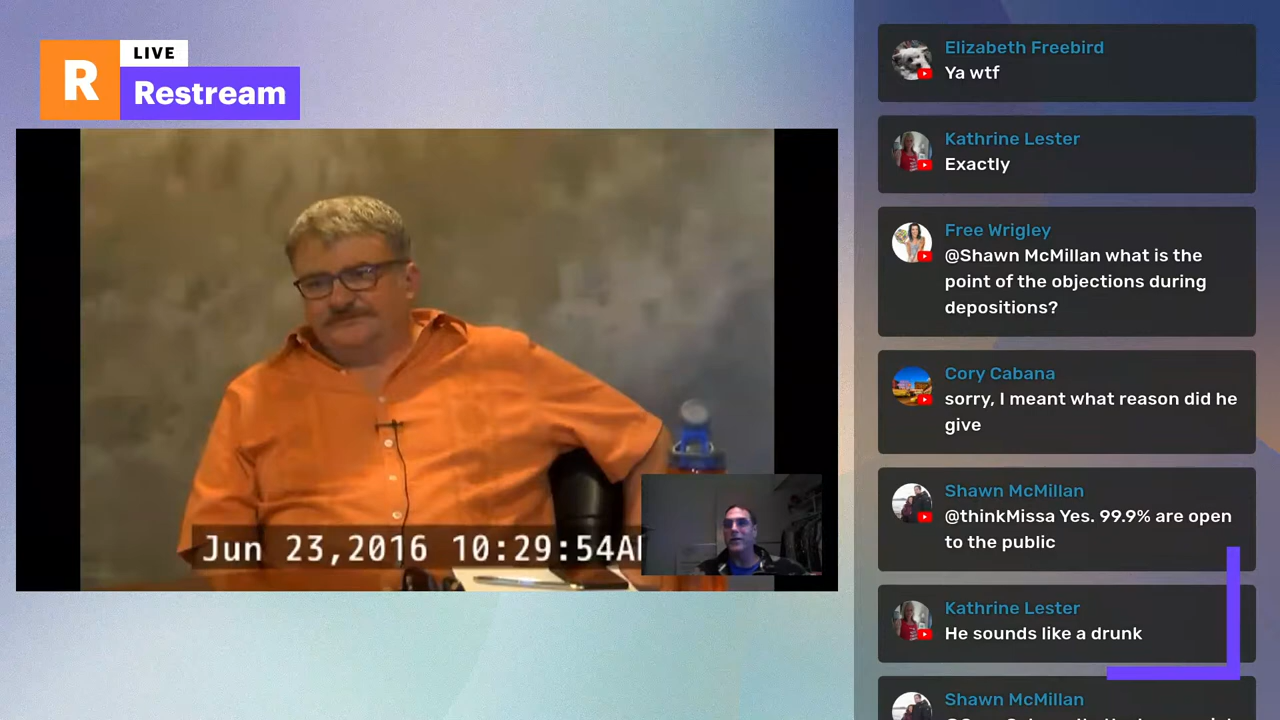 R
LIVE
Restream
Jun 23,2016 10:29:54A
Elizabeth Freebird
Ya wtf
Kathrine Lester
Exactly
Free Wrigley
@Shawn McMillan what is the
point of the objections during
depositions?
Cory Cabana
sorry, I meant what reason did he
give
Shawn McMillan
@thinkMissa Yes. 99.9% are open
to the public
Kathrine Lester
He sounds like a drunk
Shawn McMillan